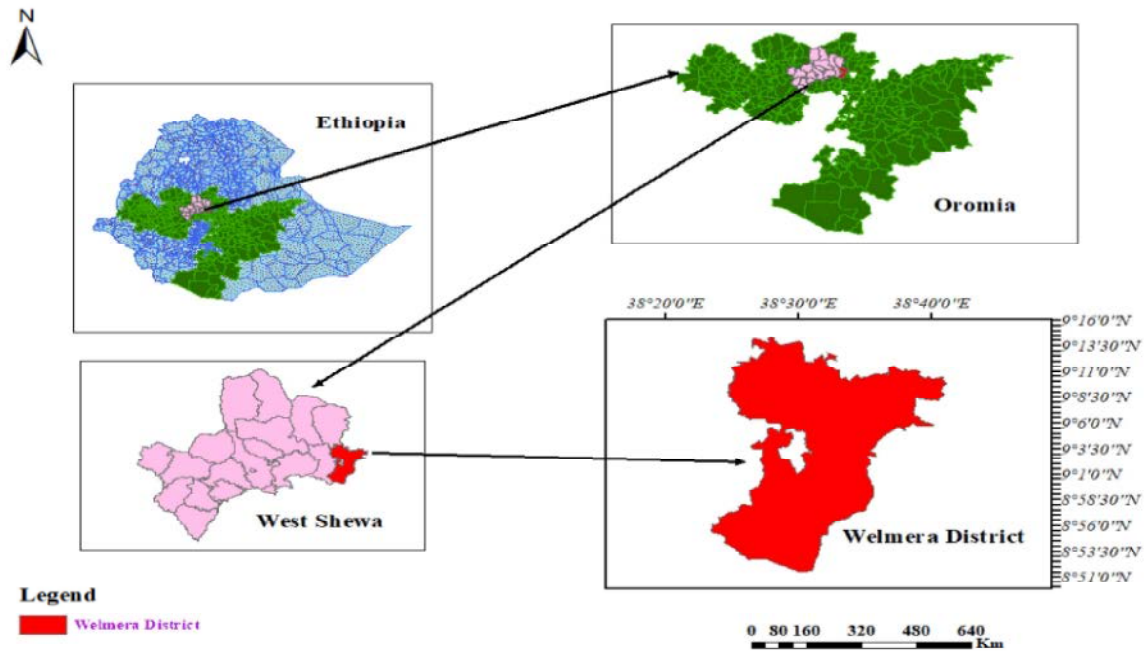 N
Ethiopia
Oromia
38°20'0"E 38°30'0"E 38°40'0"E
9°16'0"N
9°13'30"N
9°11'0"N
9°8'30"N
9°6'0"N
9°3'30"N
9°1'0"N
8°58'30"N
8°56'0"N
8°53'30"N
8°51'0"N
West Shewa
Welmera District
Legend
Welmera District
0 80 160 320 480 640
Km